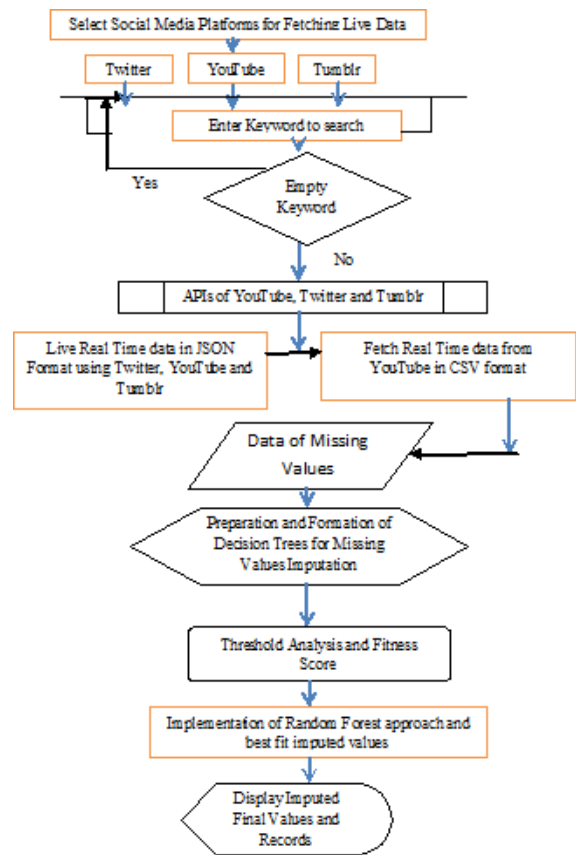 Select Social Media Platforms for Fetching Live Data
Twitter
YouTube
Tumblr
Enter Keyword to search
Yes
Empty
Keyword
No
APIs of YouTube, Twitter and Tumblr
Live Real Time data in JSON
Format using Twitter, YouTube and
Tumblr
Fetch Real Time data from
YouTube in CSV format
Data of Missing
Values
Preparation and Formation of
Decision Trees for Missing
Values Imputation
Threshold Analysis and Fitness
Score
Implementation of Random Forest approach and
best fit imputed values
Display Imputed
Final Values and
Records